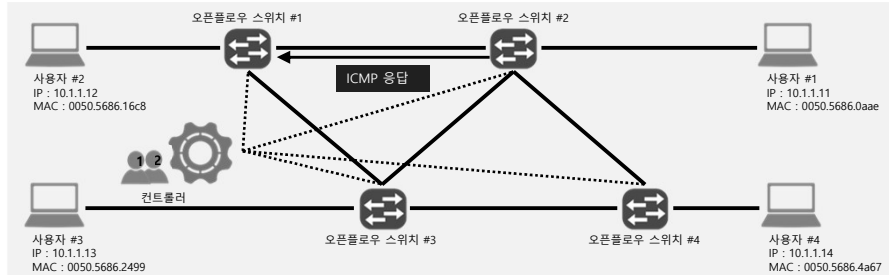 오픈플로우 스위치 #1
오픈플로우 스위치 #2
ICMP 응답
사용자 #2
IP : 10.1.1.12
MAC : 0050.5686.16c8
사용자 #1
IP : 10.1.1.11
MAC : 0050.5686.0aae
1 2
컨트롤러
사용자 #3
IP : 10.1.1.13
MAC : 0050.5686.2499
오픈플로우 스위치 #3
오픈플로우 스위치 #4
사용자 #4
IP : 10.1.1.14
MAC : 0050.5686.4a67